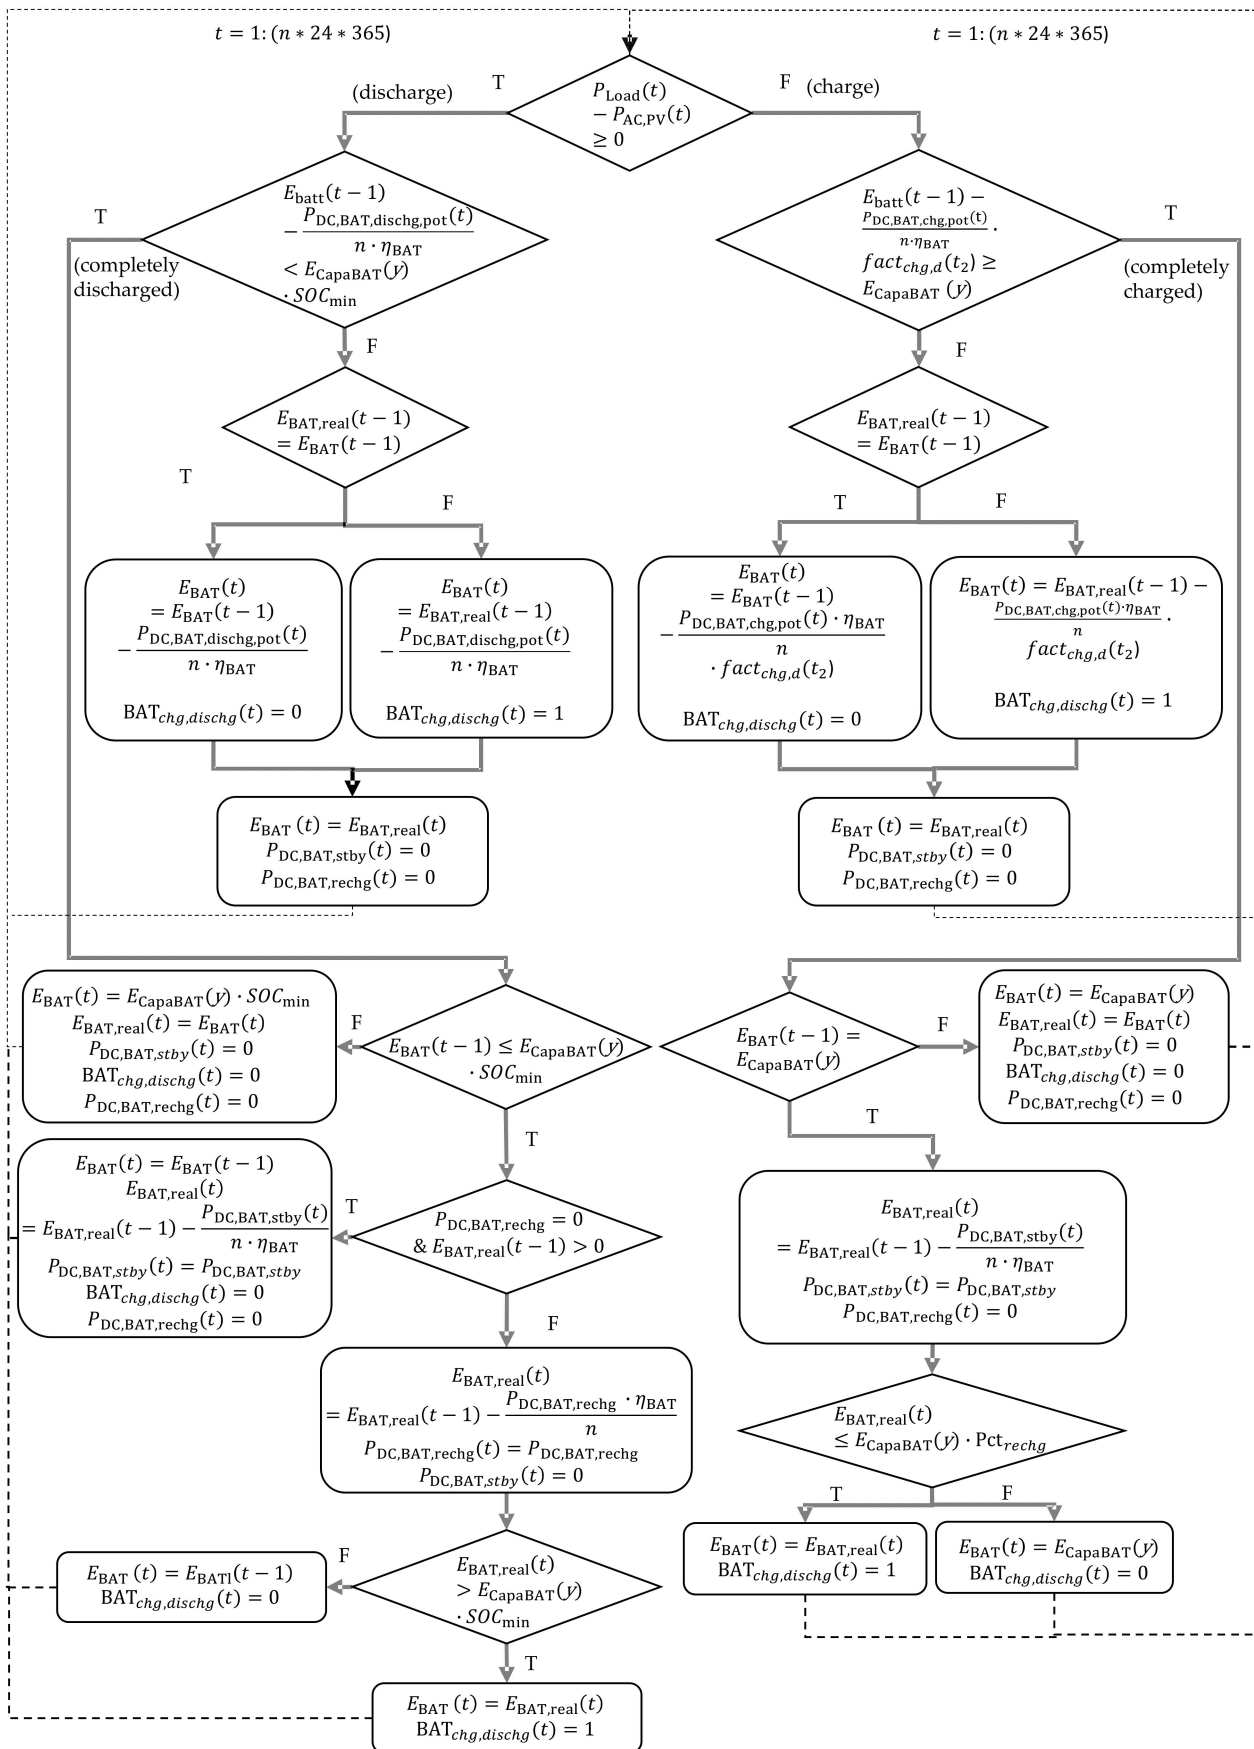 t = 1: (n * 24 * 365)
t = 1: (n * 24 * 365)
T
F
(discharge)
(charge)
P_Load(t)
− P_AC,PV(t)
≥ 0
E_batt(t − 1)
− P_DC,BAT,dischg,pot(t) / n · η_BAT
< E_CapaBAT(y)
· SOC_min
T
(completely
discharged)
F
E_batt(t − 1) −
P_DC,BAT,chg,pot(t) / n·η_BAT ·
fact_chg,d(t₂) ≥
E_CapaBAT (y)
T
(completely
charged)
F
E_BAT,real(t − 1)
= E_BAT(t − 1)
T
F
E_BAT,real(t − 1)
= E_BAT(t − 1)
T
F
E_BAT(t)
= E_BAT(t − 1)
− P_DC,BAT,dischg,pot(t) / n · η_BAT
BAT_chg,dischg(t) = 0
E_BAT(t)
= E_BAT,real(t − 1)
− P_DC,BAT,dischg,pot(t) / n · η_BAT
BAT_chg,dischg(t) = 1
E_BAT(t)
= E_BAT(t − 1)
− P_DC,BAT,chg,pot(t) · η_BAT / n
· fact_chg,d(t₂)
BAT_chg,dischg(t) = 0
E_BAT(t) = E_BAT,real(t − 1) −
P_DC,BAT,chg,pot(t)·η_BAT / n ·
fact_chg,d(t₂)
BAT_chg,dischg(t) = 1
E_BAT (t) = E_BAT,real(t)
P_DC,BAT,stby(t) = 0
P_DC,BAT,rechg(t) = 0
E_BAT (t) = E_BAT,real(t)
P_DC,BAT,stby(t) = 0
P_DC,BAT,rechg(t) = 0
E_BAT(t) = E_CapaBAT(y) · SOC_min
E_BAT,real(t) = E_BAT(t)
P_DC,BAT,stby(t) = 0
BAT_chg,dischg(t) = 0
P_DC,BAT,rechg(t) = 0
F
E_BAT(t − 1) ≤ E_CapaBAT(y)
· SOC_min
T
E_BAT(t − 1) =
E_CapaBAT(y)
F
T
E_BAT(t) = E_CapaBAT(y)
E_BAT,real(t) = E_BAT(t)
P_DC,BAT,stby(t) = 0
BAT_chg,dischg(t) = 0
P_DC,BAT,rechg(t) = 0
E_BAT(t) = E_BAT(t − 1)
E_BAT,real(t)
= E_BAT,real(t − 1) − P_DC,BAT,stby(t) / n · η_BAT
P_DC,BAT,stby(t) = P_DC,BAT,stby
BAT_chg,dischg(t) = 0
P_DC,BAT,rechg(t) = 0
T
P_DC,BAT,rechg = 0
& E_BAT,real(t − 1) > 0
F
E_BAT,real(t)
= E_BAT,real(t − 1) − P_DC,BAT,stby(t) / n · η_BAT
P_DC,BAT,stby(t) = P_DC,BAT,stby
P_DC,BAT,rechg(t) = 0
E_BAT,real(t)
= E_BAT,real(t − 1) − P_DC,BAT,rechg · η_BAT / n
P_DC,BAT,rechg(t) = P_DC,BAT,rechg
P_DC,BAT,stby(t) = 0
E_BAT,real(t)
≤ E_CapaBAT(y) · Pct_rechg
T
F
E_BAT(t) = E_BAT,real(t)
BAT_chg,dischg(t) = 1
E_BAT(t) = E_CapaBAT(y)
BAT_chg,dischg(t) = 0
E_BAT (t) = E_BATl(t − 1)
BAT_chg,dischg(t) = 0
F
E_BAT,real(t)
> E_CapaBAT(y)
· SOC_min
T
E_BAT (t) = E_BAT,real(t)
BAT_chg,dischg(t) = 1